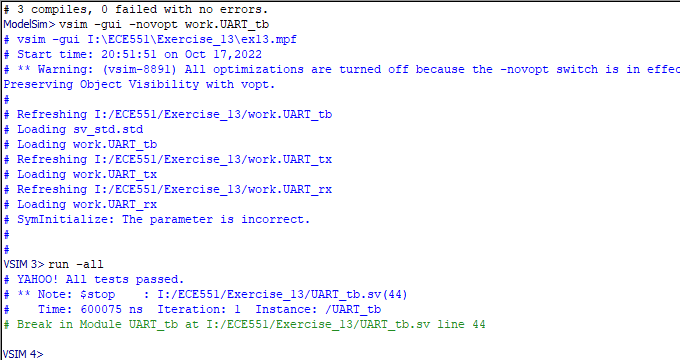 # 3 compiles, 0 failed with no errors.
ModelSim> vsim -gui -novopt work.UART_tb
# vsim -gui I:\ECE551\Exercise_13\ex13.mpf
# Start time: 20:51:51 on Oct 17,2022
# ** Warning: (vsim-8891) All optimizations are turned off because the -novopt switch is in effec
Preserving Object Visibility with vopt.
#
# Refreshing I:/ECE551/Exercise_13/work.UART_tb
# Loading sv_std.std
# Loading work.UART_tb
# Refreshing I:/ECE551/Exercise_13/work.UART_tx
# Loading work.UART_tx
# Refreshing I:/ECE551/Exercise_13/work.UART_rx
# Loading work.UART_rx
# SymInitialize: The parameter is incorrect.
#
#
VSIM 3> run -all
# YAHOO! All tests passed.
# ** Note: $stop    : I:/ECE551/Exercise_13/UART_tb.sv(44)
#    Time: 600075 ns  Iteration: 1  Instance: /UART_tb
# Break in Module UART_tb at I:/ECE551/Exercise_13/UART_tb.sv line 44
VSIM 4>